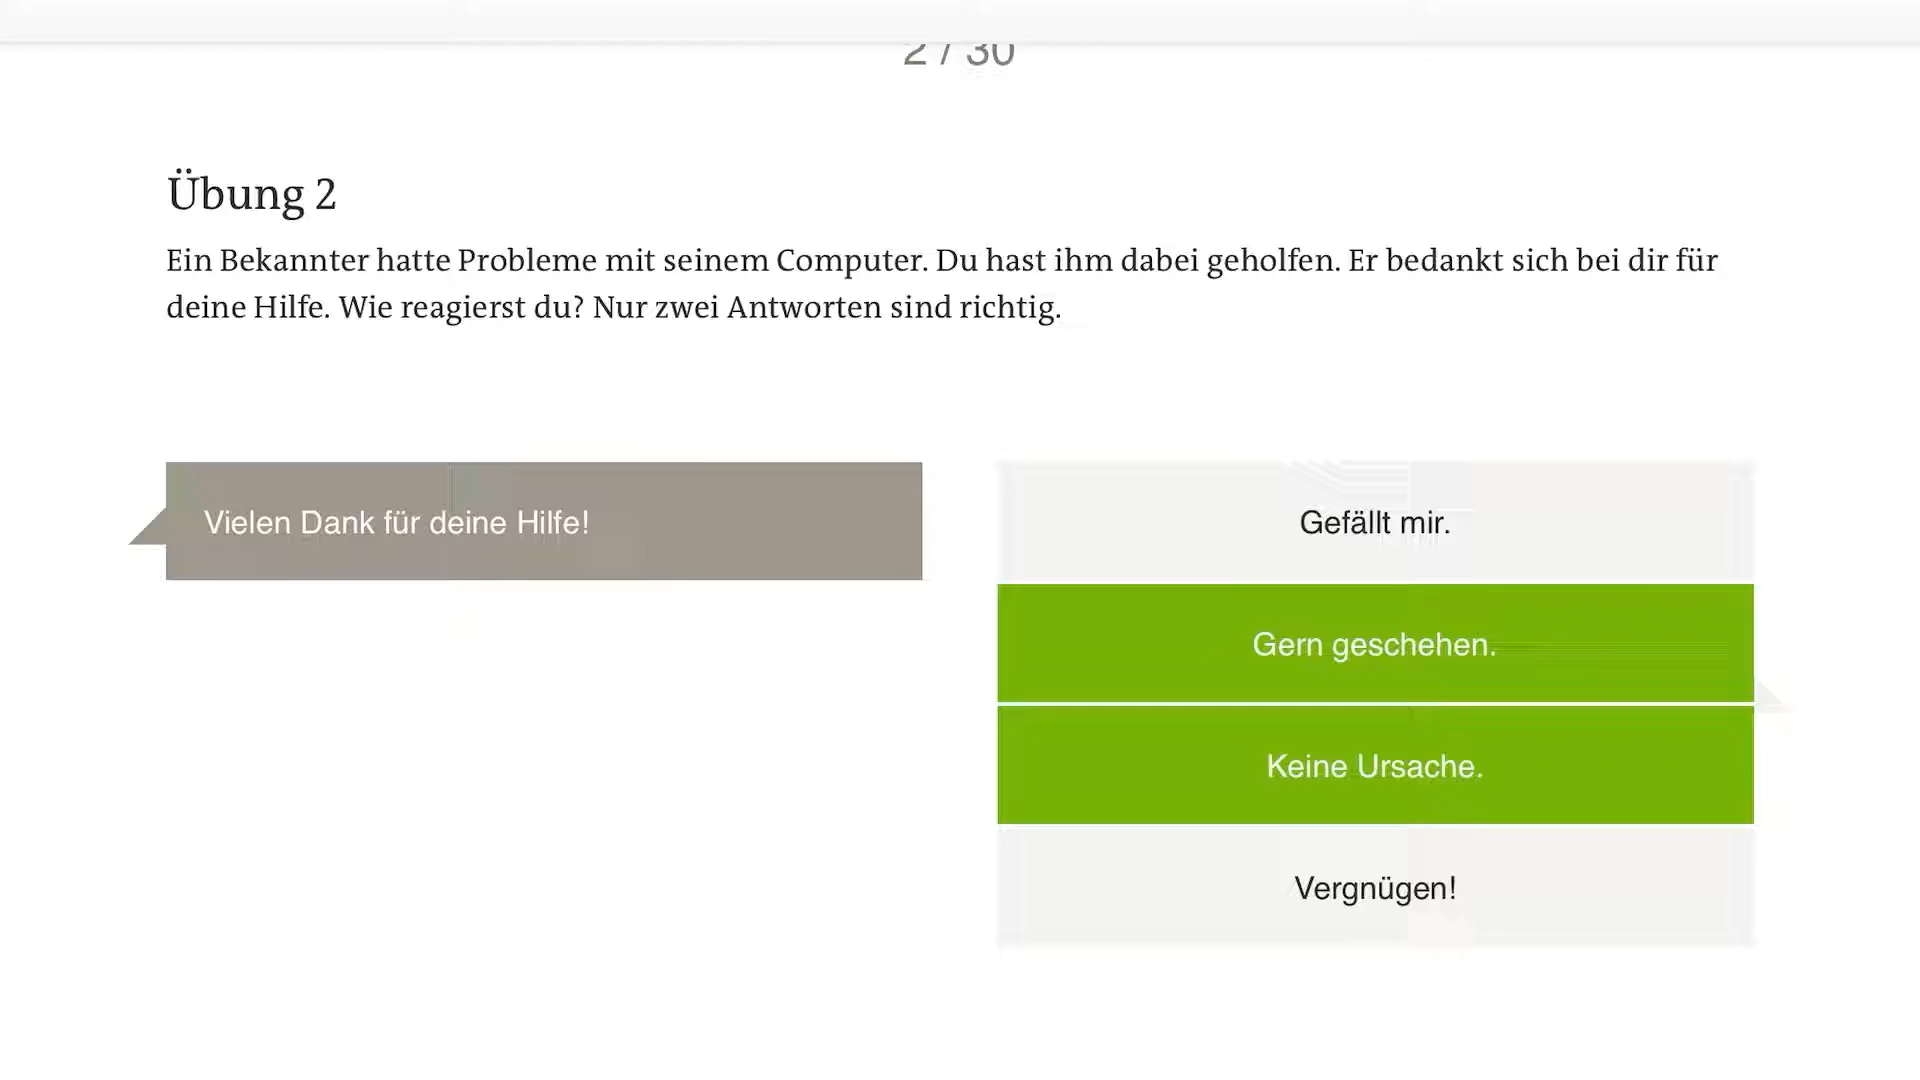 2 / 30
Übung 2
Ein Bekannter hatte Probleme mit seinem Computer. Du hast ihm dabei geholfen. Er bedankt sich bei dir für
deine Hilfe. Wie reagierst du? Nur zwei Antworten sind richtig.
Vielen Dank für deine Hilfe!
Gefällt mir.
Gern geschehen.
Keine Ursache.
Vergnügen!